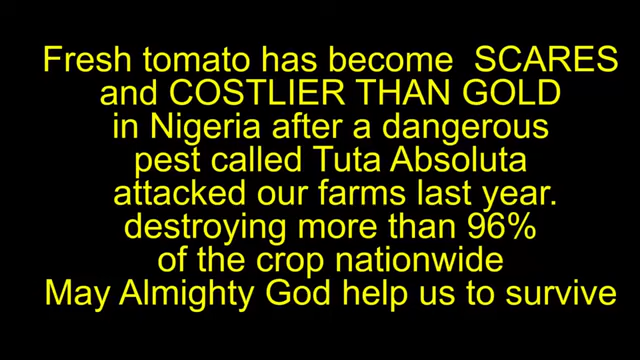 Fresh tomato has become SCARES
and COSTLIER THAN GOLD
in Nigeria after a dangerous
pest called Tuta Absoluta
attacked our farms last year.
destroying more than 96%
of the crop nationwide
May Almighty God help us to survive